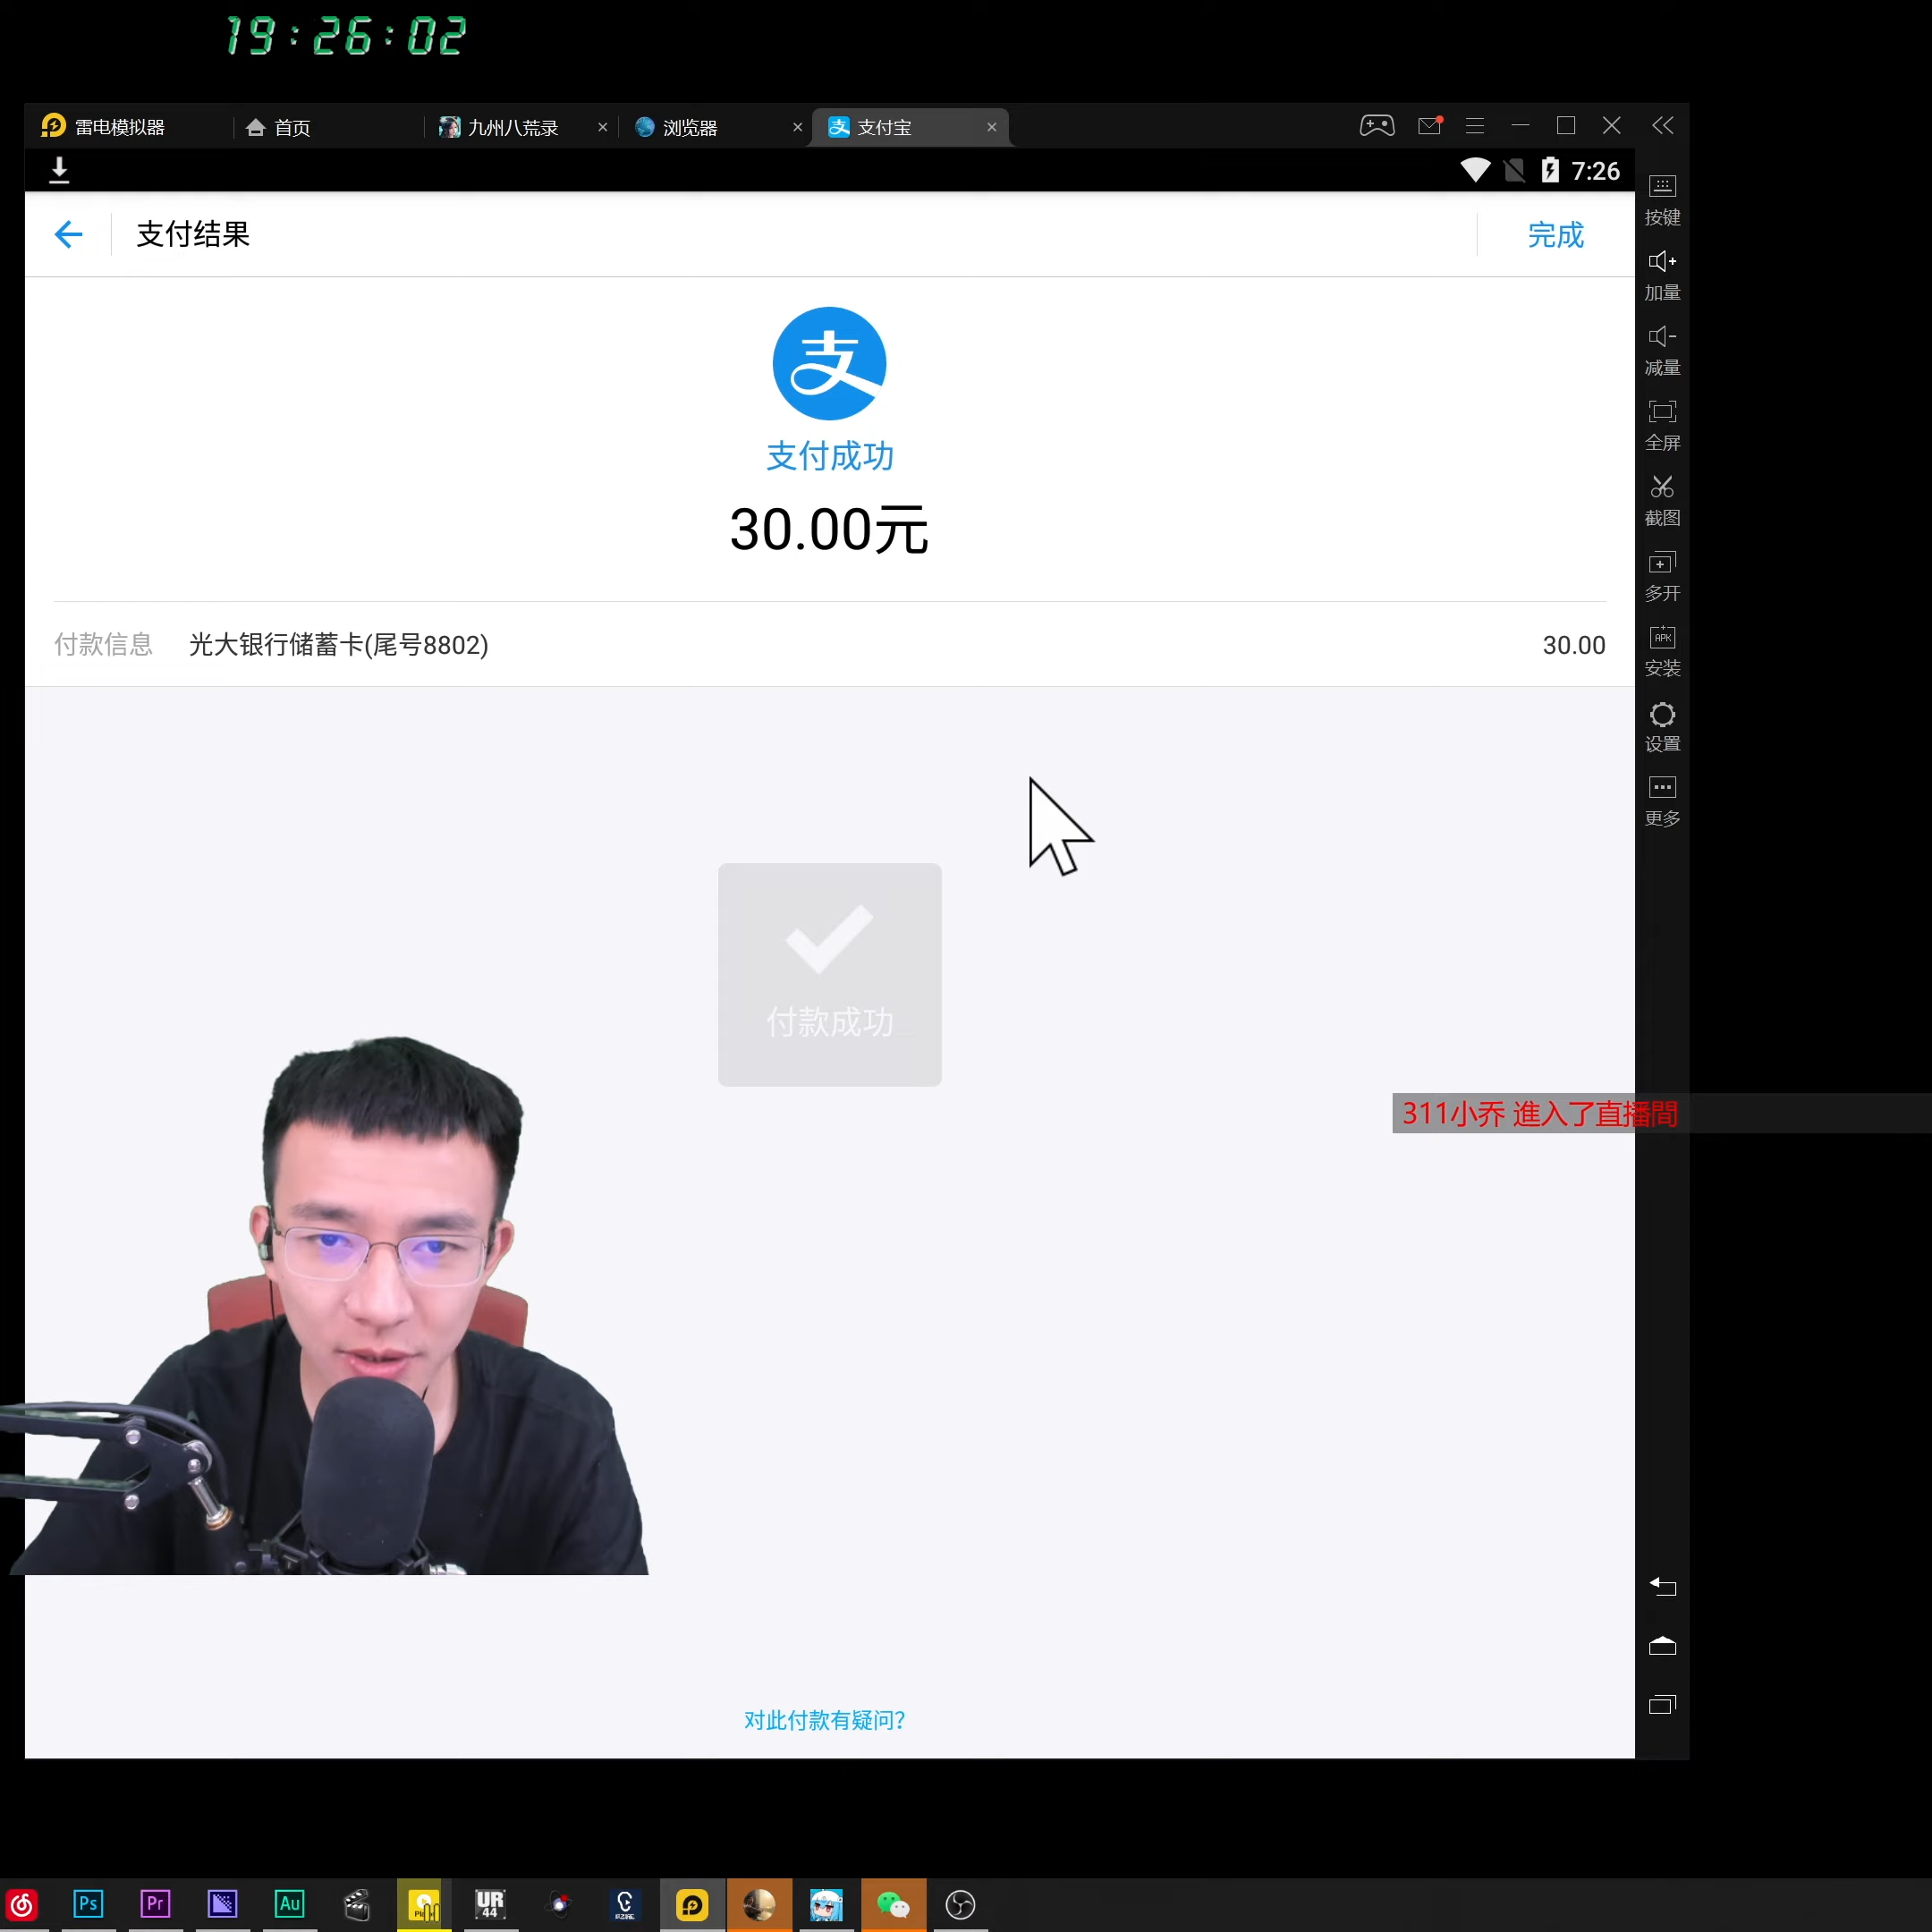 19:26:02
雷电模拟器
首页
九州八荒录
浏览器
支付宝
7:26
支付结果
完成
支
支付成功
30.00元
付款信息 光大银行储蓄卡(尾号8802) 30.00
付款成功
311小乔 進入了直播間
对此付款有疑问?
按键
加量
减量
全屏
截图
多开
APK
安装
设置
更多
Ps
Pr
Au
UR
44